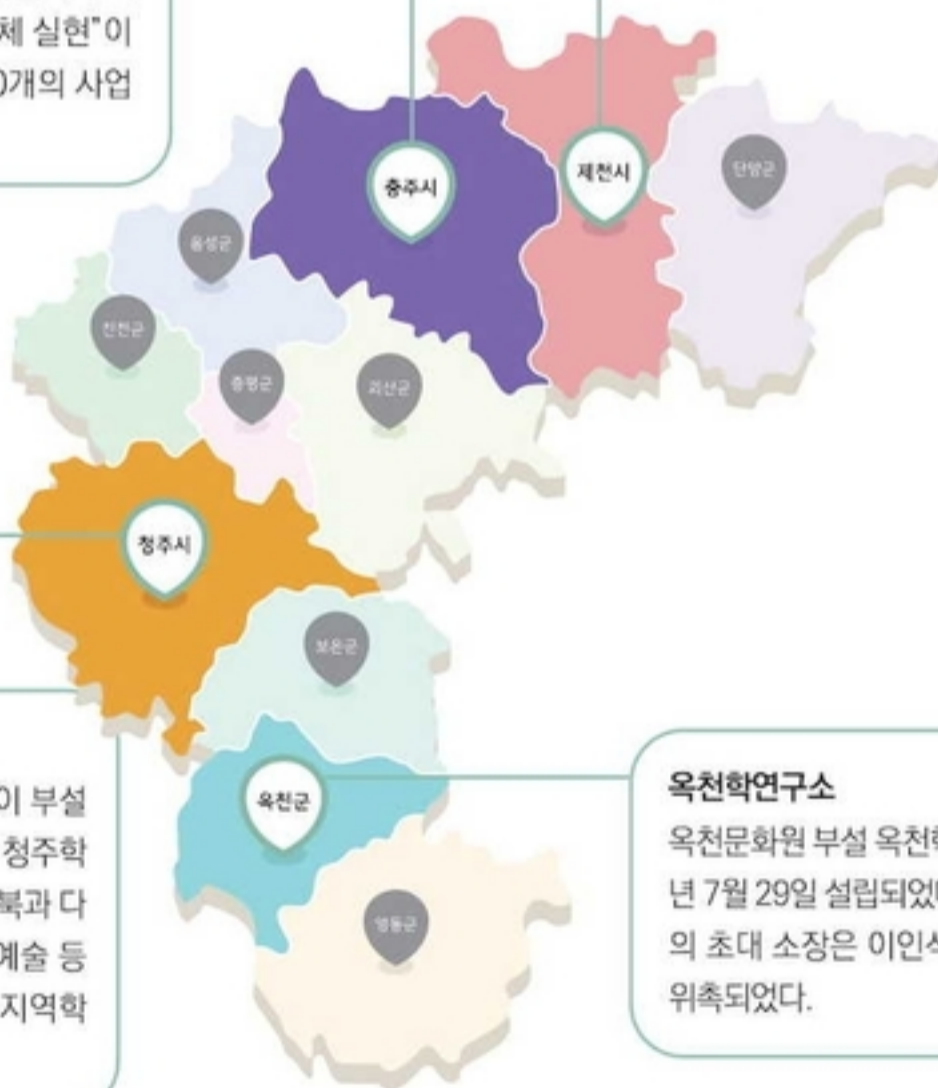 체 실현”이
0개의 사업
충주시
제천시
단양군
음성군
진천군
증평군
괴산군
청주시
보은군
옥천군
영동군
이 부설
청주학
북과 다
예술 등
지역학
옥천학연구소
옥천문화원 부설 옥천학
년 7월 29일 설립되었
의 초대 소장은 이인석
위촉되었다.